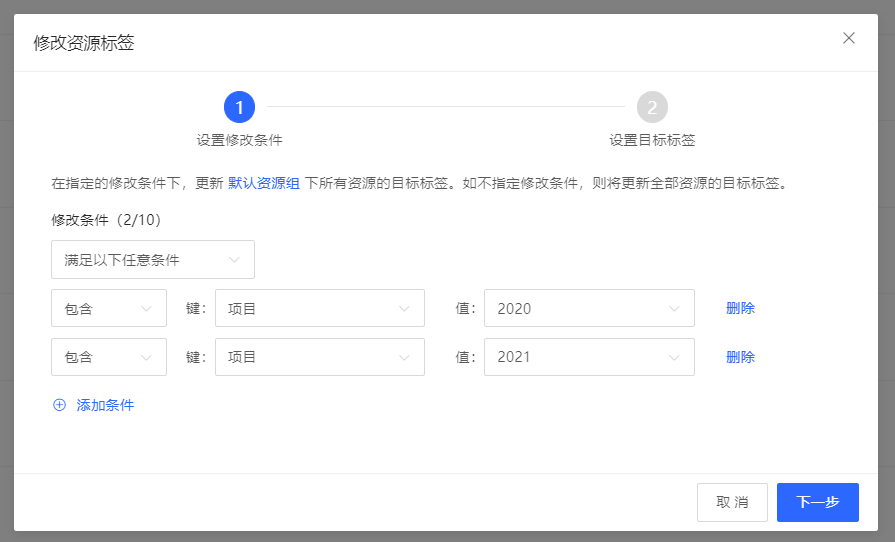 修改资源标签
1 2
设置修改条件 设置目标标签
在指定的修改条件下，更新 默认资源组 下所有资源的目标标签。如不指定修改条件，则将更新全部资源的目标标签。
修改条件（2/10）
满足以下任意条件
包含 键： 项目 值： 2020 删除
包含 键： 项目 值： 2021 删除
添加条件
取 消 下一步